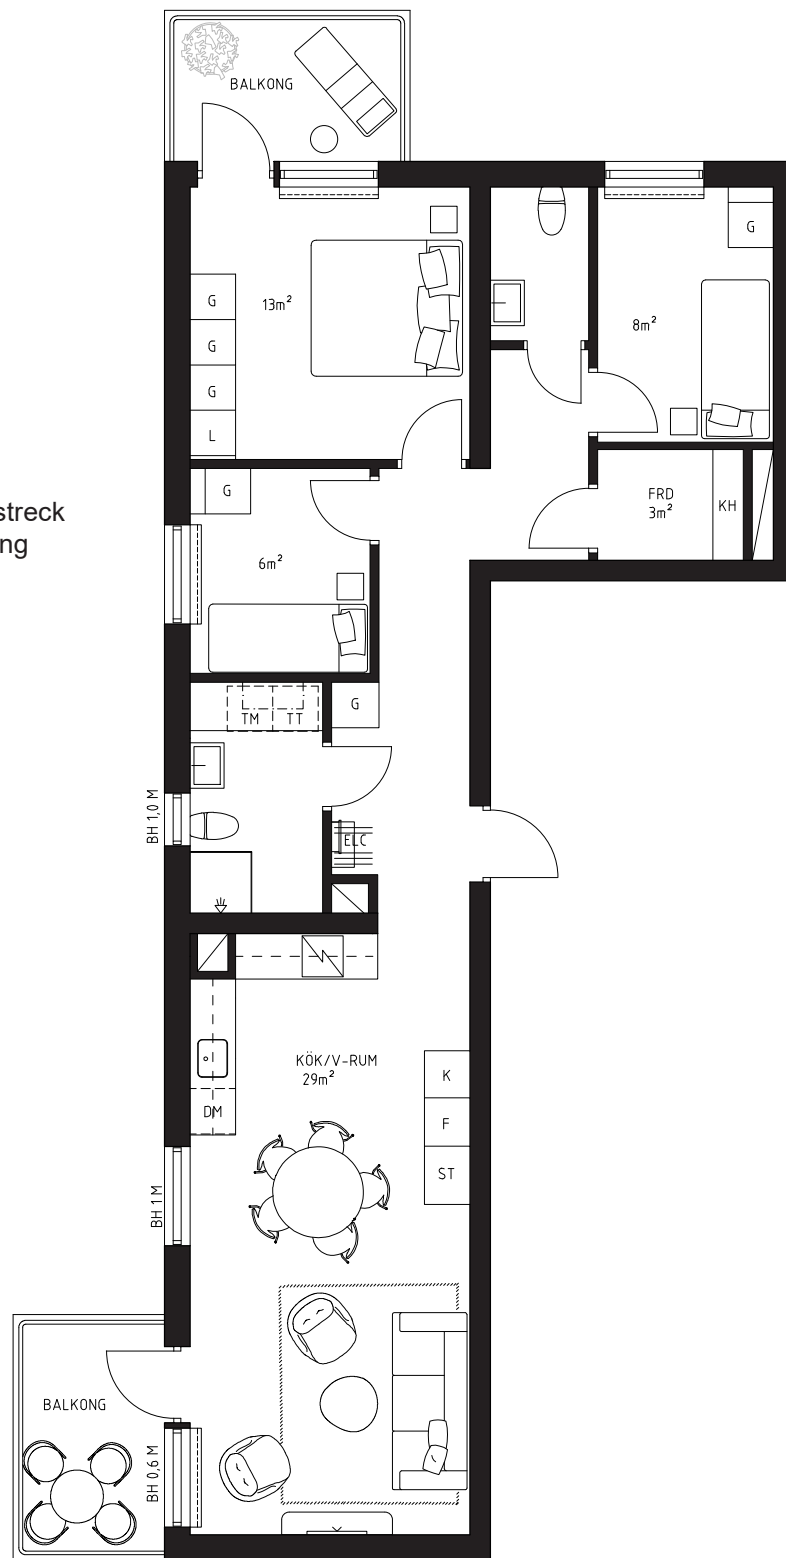 BALKONG
G
G
13m²
8m²
G
G
L
streck
ng
G
FRD
3m²
KH
6m²
TM
TT
G
BH 1,0 M
ELC
KÖK/V-RUM
29m²
K
DM
F
ST
BH 1 M
BALKONG
BH 0,6 M